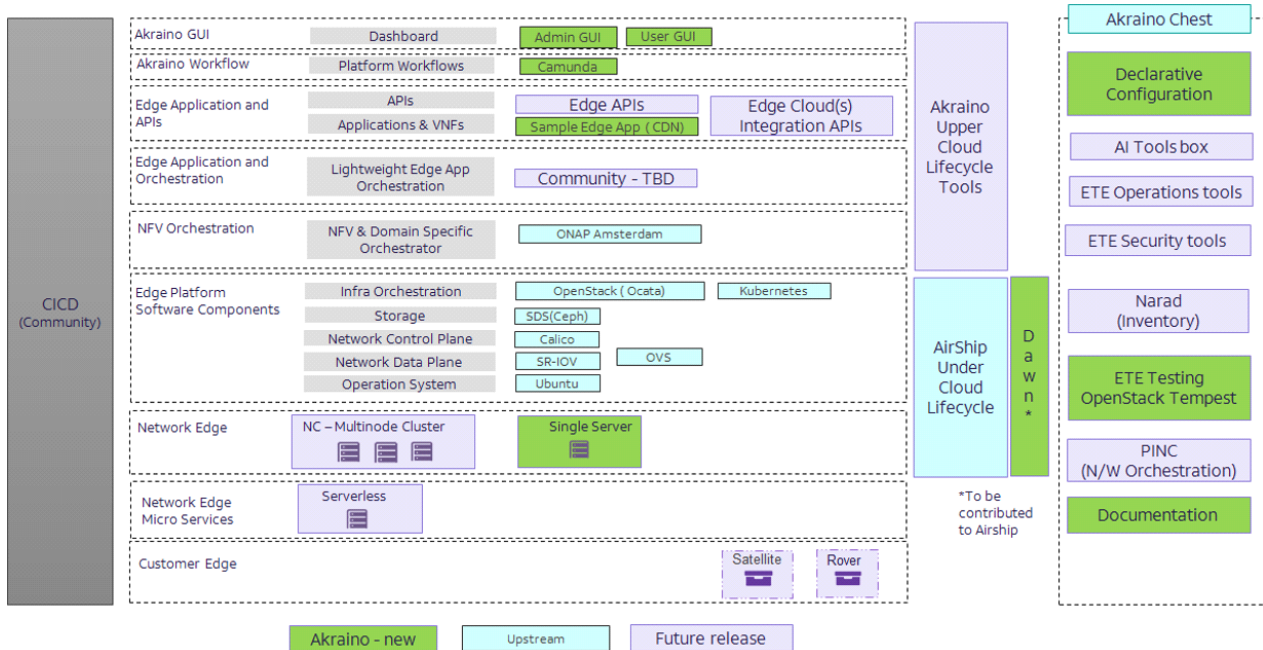 CICD
(Community)
Akraino GUI
Dashboard
Admin GUI
User GUI
Akraino Workflow
Platform Workflows
Camunda
Edge Application and
APIs
APIs
Applications & VNFs
Edge APIs
Sample Edge App ( CDN)
Edge Cloud(s)
Integration APIs
Edge Application and
Orchestration
Lightweight Edge App
Orchestration
Community - TBD
NFV Orchestration
NFV & Domain Specific
Orchestrator
ONAP Amsterdam
Edge Platform
Software Components
Infra Orchestration
OpenStack ( Ocata)
Kubernetes
Storage
SDS(Ceph)
Network Control Plane
Calico
Network Data Plane
SR-IOV
OVS
Operation System
Ubuntu
Network Edge
NC – Multinode Cluster
Single Server
Network Edge
Micro Services
Serverless
Customer Edge
Satellite
Rover
Akraino
Upper
Cloud
Lifecycle
Tools
AirShip
Under
Cloud
Lifecycle
D
a
w
n
*
*To be
contributed
to Airship
Akraino Chest
Declarative
Configuration
AI Tools box
ETE Operations tools
ETE Security tools
Narad
(Inventory)
ETE Testing
OpenStack Tempest
PINC
(N/W Orchestration)
Documentation
Akraino - new
Upstream
Future release